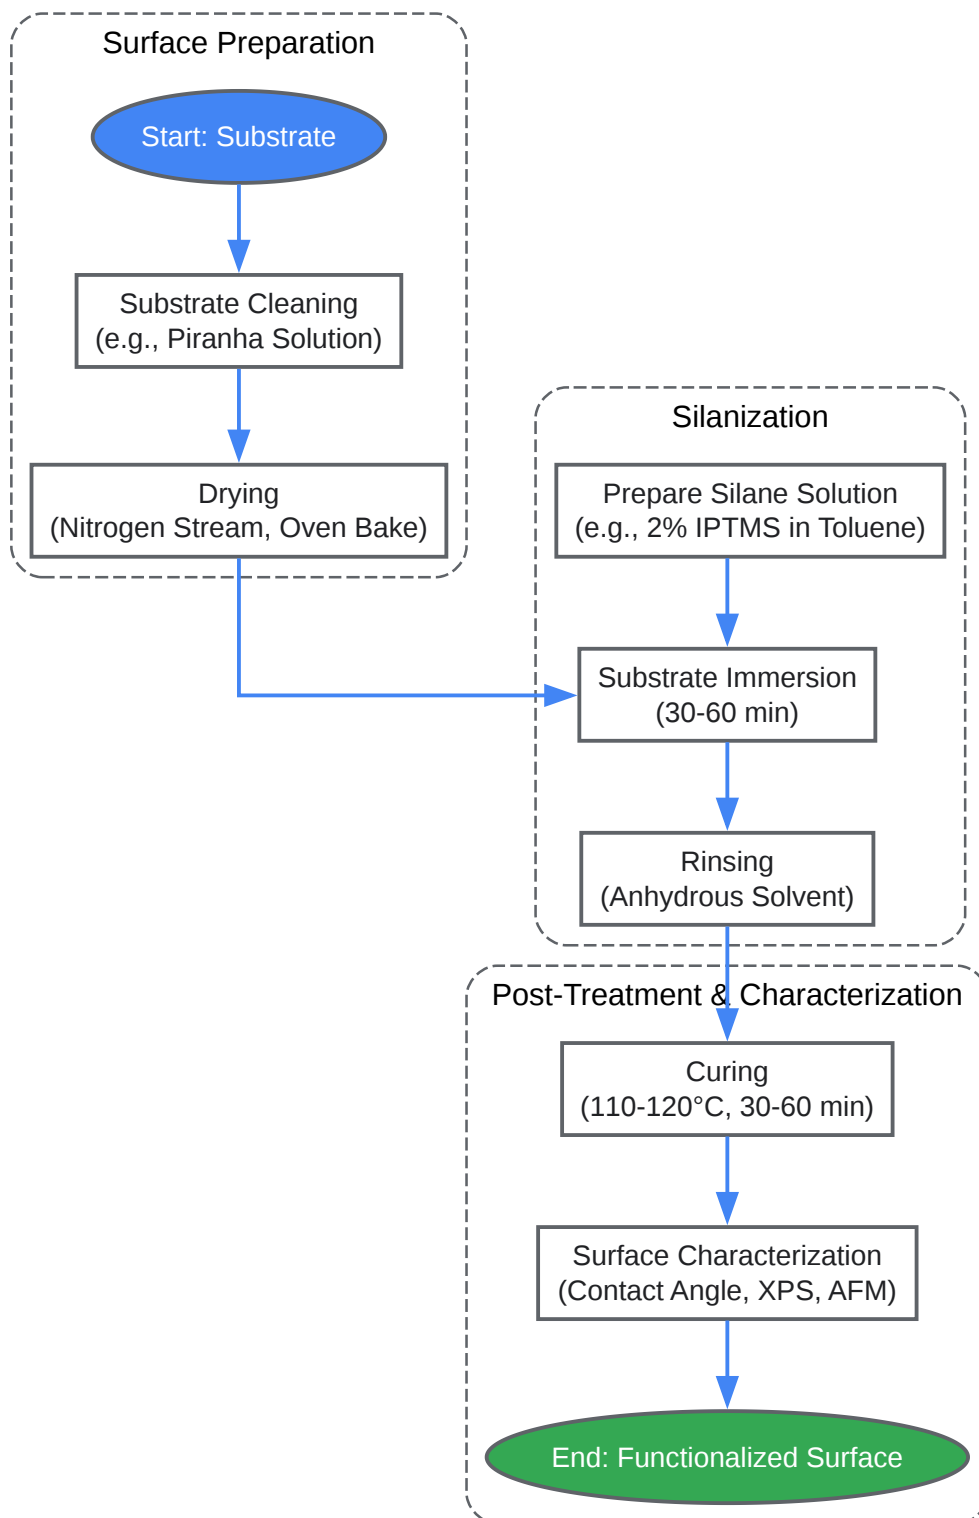 Surface Preparation
Start: Substrate
Substrate Cleaning
(e.g., Piranha Solution)
Drying
(Nitrogen Stream, Oven Bake)
Silanization
Prepare Silane Solution
(e.g., 2% IPTMS in Toluene)
Substrate Immersion
(30-60 min)
Rinsing
(Anhydrous Solvent)
Post-Treatment & Characterization
Curing
(110-120°C, 30-60 min)
Surface Characterization
(Contact Angle, XPS, AFM)
End: Functionalized Surface